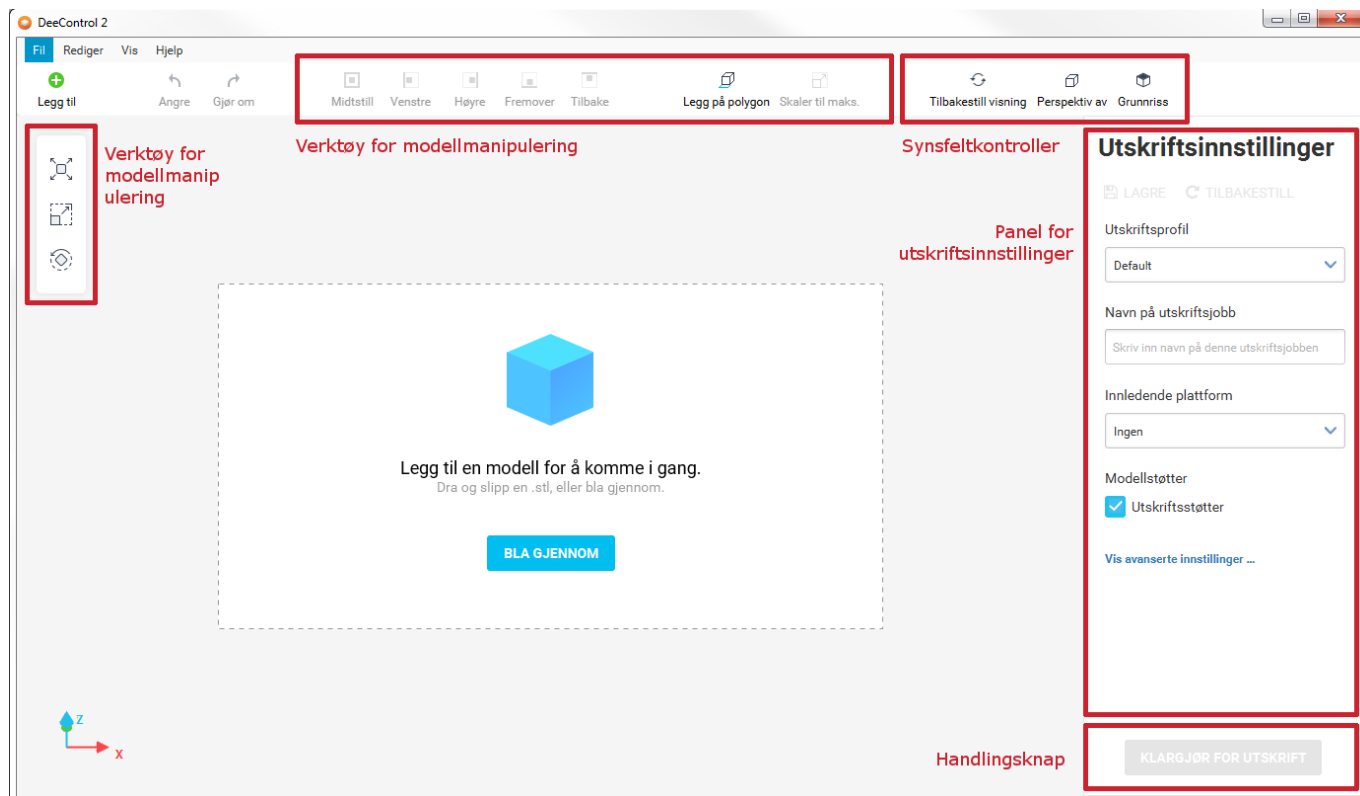 DeeControl 2
Fil Rediger Vis Hjelp
Legg til Angre Gjør om Midtstill Venstre Høyre Fremover Tilbake Legg på polygon Skaler til maks. Tilbakestill visning Perspektiv av Grunnriss
Verktøy for
modellmanip
ulering
Verktøy for modellmanipulering
Synsfeltkontroller
Utskriftsinnstillinger
LAGRE TILBAKESTILL
Panel for
utskriftsinnstillinger
Utskriftsprofil
Default
Navn på utskriftsjobb
Skriv inn navn på denne utskriftsjobben
Innledende plattform
Ingen
Modellstøtter
Utskriftsstøtter
Vis avanserte innstillinger ...
Legg til en modell for å komme i gang.
Dra og slipp en .stl, eller bla gjennom.
BLA GJENNOM
Z
X
Handlingsknap
KLARGJØR FOR UTSKRIFT